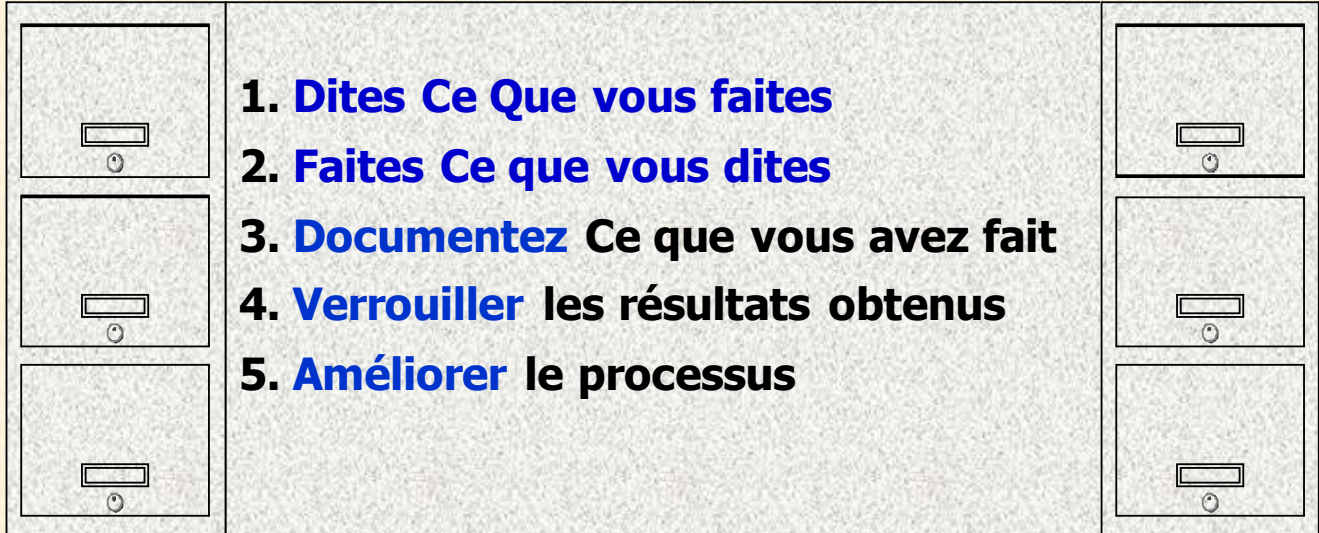 1. Dites Ce Que vous faites
2. Faites Ce que vous dites
3. Documentez Ce que vous avez fait
4. Verrouiller les résultats obtenus
5. Améliorer le processus